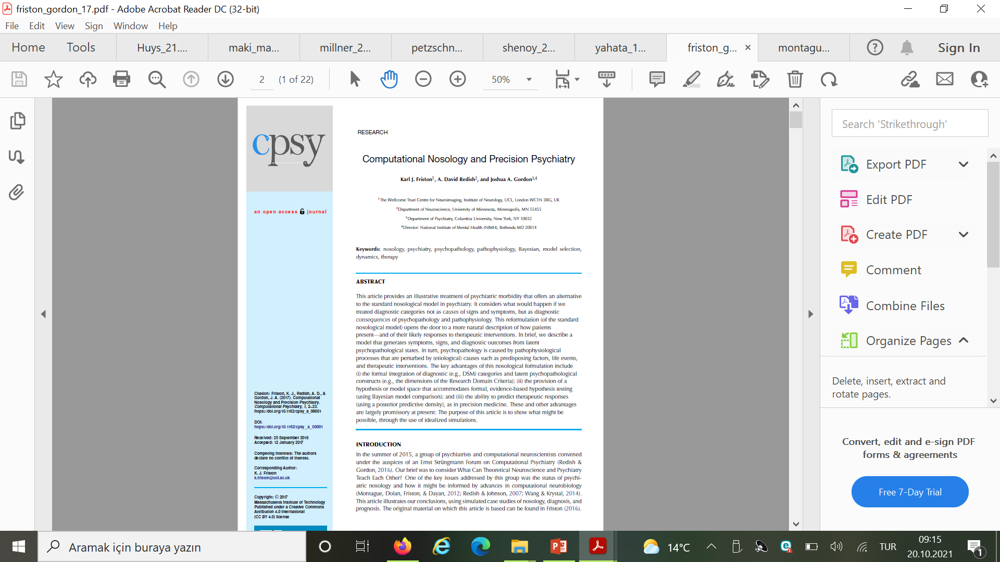 friston_gordon_17.pdf - Adobe Acrobat Reader DC (32-bit)
File Edit View Sign Window Help
Home Tools Huys_21.... maki_ma... millner_2... petzschn... shenoy_2... yahata_1... friston_g... × montagu... Sign In
2 (1 of 22) 50%
cpsy
an open access journal
Citation: Friston, K. J., Redish, A. D., &
Gordon, J. A. (2017). Computational
Nosology and Precision Psychiatry.
Computational Psychiatry, 1, 2–23.
https://doi.org/10.1162/cpsy_a_00001
DOI:
https://doi.org/10.1162/cpsy_a_00001
Received: 25 September 2016
Accepted: 12 January 2017
Competing Interests: The authors
declare no conflict of interest.
Corresponding Author:
K. J. Friston
k.friston@ucl.ac.uk
Copyright: © 2017
Massachusetts Institute of Technology
Published under a Creative Commons
Attribution 4.0 International
(CC BY 4.0) license
RESEARCH
Computational Nosology and Precision Psychiatry
Karl J. Friston1, A. David Redish2, and Joshua A. Gordon3,4
1The Wellcome Trust Centre for Neuroimaging, Institute of Neurology, UCL, London WC1N 3BG, UK
2Department of Neuroscience, University of Minnesota, Minneapolis, MN 55455
3Department of Psychiatry, Columbia University, New York, NY 10032
4Director: National Institute of Mental Health (NIMH), Bethesda MD 20814
Keywords: nosology, psychiatry, psychopathology, pathophysiology, Bayesian, model selection,
dynamics, therapy
ABSTRACT
This article provides an illustrative treatment of psychiatric morbidity that offers an alternative
to the standard nosological model in psychiatry. It considers what would happen if we
treated diagnostic categories not as causes of signs and symptoms, but as diagnostic
consequences of psychopathology and pathophysiology. This reformulation (of the standard
nosological model) opens the door to a more natural description of how patients
present—and of their likely responses to therapeutic interventions. In brief, we describe a
model that generates symptoms, signs, and diagnostic outcomes from latent
psychopathological states. In turn, psychopathology is caused by pathophysiological
processes that are perturbed by (etiological) causes such as predisposing factors, life events,
and therapeutic interventions. The key advantages of this nosological formulation include
(i) the formal integration of diagnostic (e.g., DSM) categories and latent psychopathological
constructs (e.g., the dimensions of the Research Domain Criteria); (ii) the provision of a
hypothesis or model space that accommodates formal, evidence-based hypothesis testing
(using Bayesian model comparison); and (iii) the ability to predict therapeutic responses
(using a posterior predictive density), as in precision medicine. These and other advantages
are largely promissory at present: The purpose of this article is to show what might be
possible, through the use of idealized simulations.
INTRODUCTION
In the summer of 2015, a group of psychiatrists and computational neuroscientists convened
under the auspices of an Ernst Strüngmann Forum on Computational Psychiatry (Redish &
Gordon, 2016). Our brief was to consider What Can Theoretical Neuroscience and Psychiatry
Teach Each Other? One of the key issues addressed by this group was the status of psychi-
atric nosology and how it might be informed by advances in computational neurobiology
(Montague, Dolan, Friston, & Dayan, 2012; Redish & Johnson, 2007; Wang & Krystal, 2014).
This article illustrates our conclusions, using simulated case studies of nosology, diagnosis, and
prognosis. The original material on which this article is based can be found in Friston (2016).
Search 'Strikethrough'
Export PDF
Edit PDF
Create PDF
Comment
Combine Files
Organize Pages
Delete, insert, extract and
rotate pages.
Convert, edit and e-sign PDF
forms & agreements
Free 7-Day Trial
Aramak için buraya yazın
14°C
TUR
09:15
20.10.2021
1